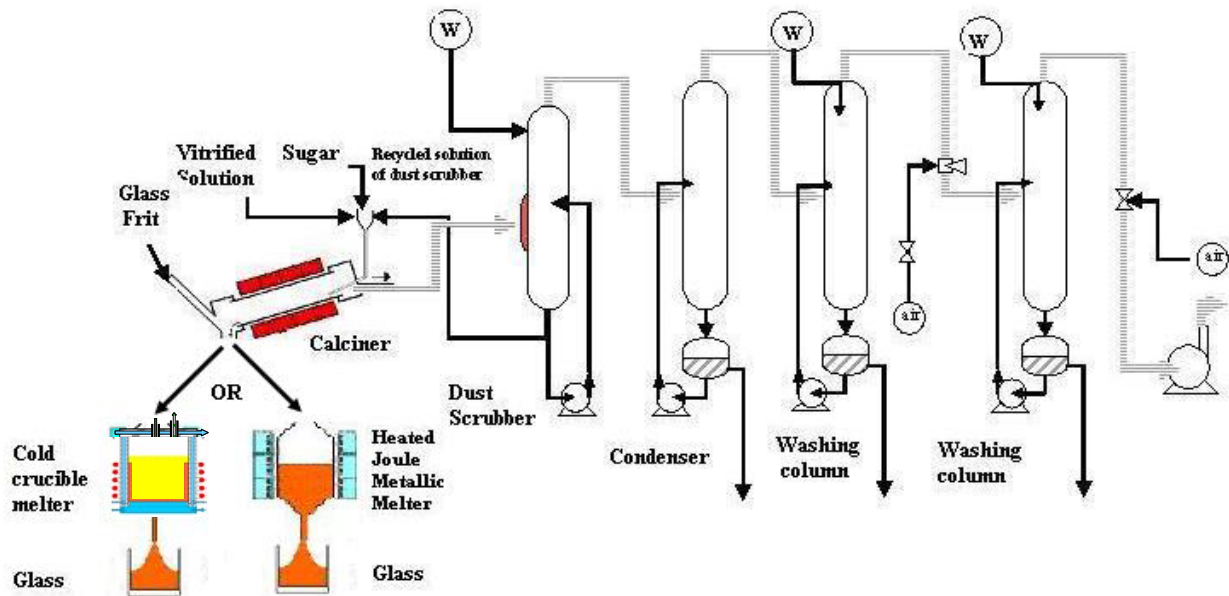 W
W
W
Vitrified
Solution
Sugar
Recycled solution
of dust scrubber
Glass
Frit
Calciner
air
air
OR
Dust
Scrubber
Condenser
Washing
column
Washing
column
Cold
crucible
melter
Heated
Joule
Metallic
Melter
Glass
Glass